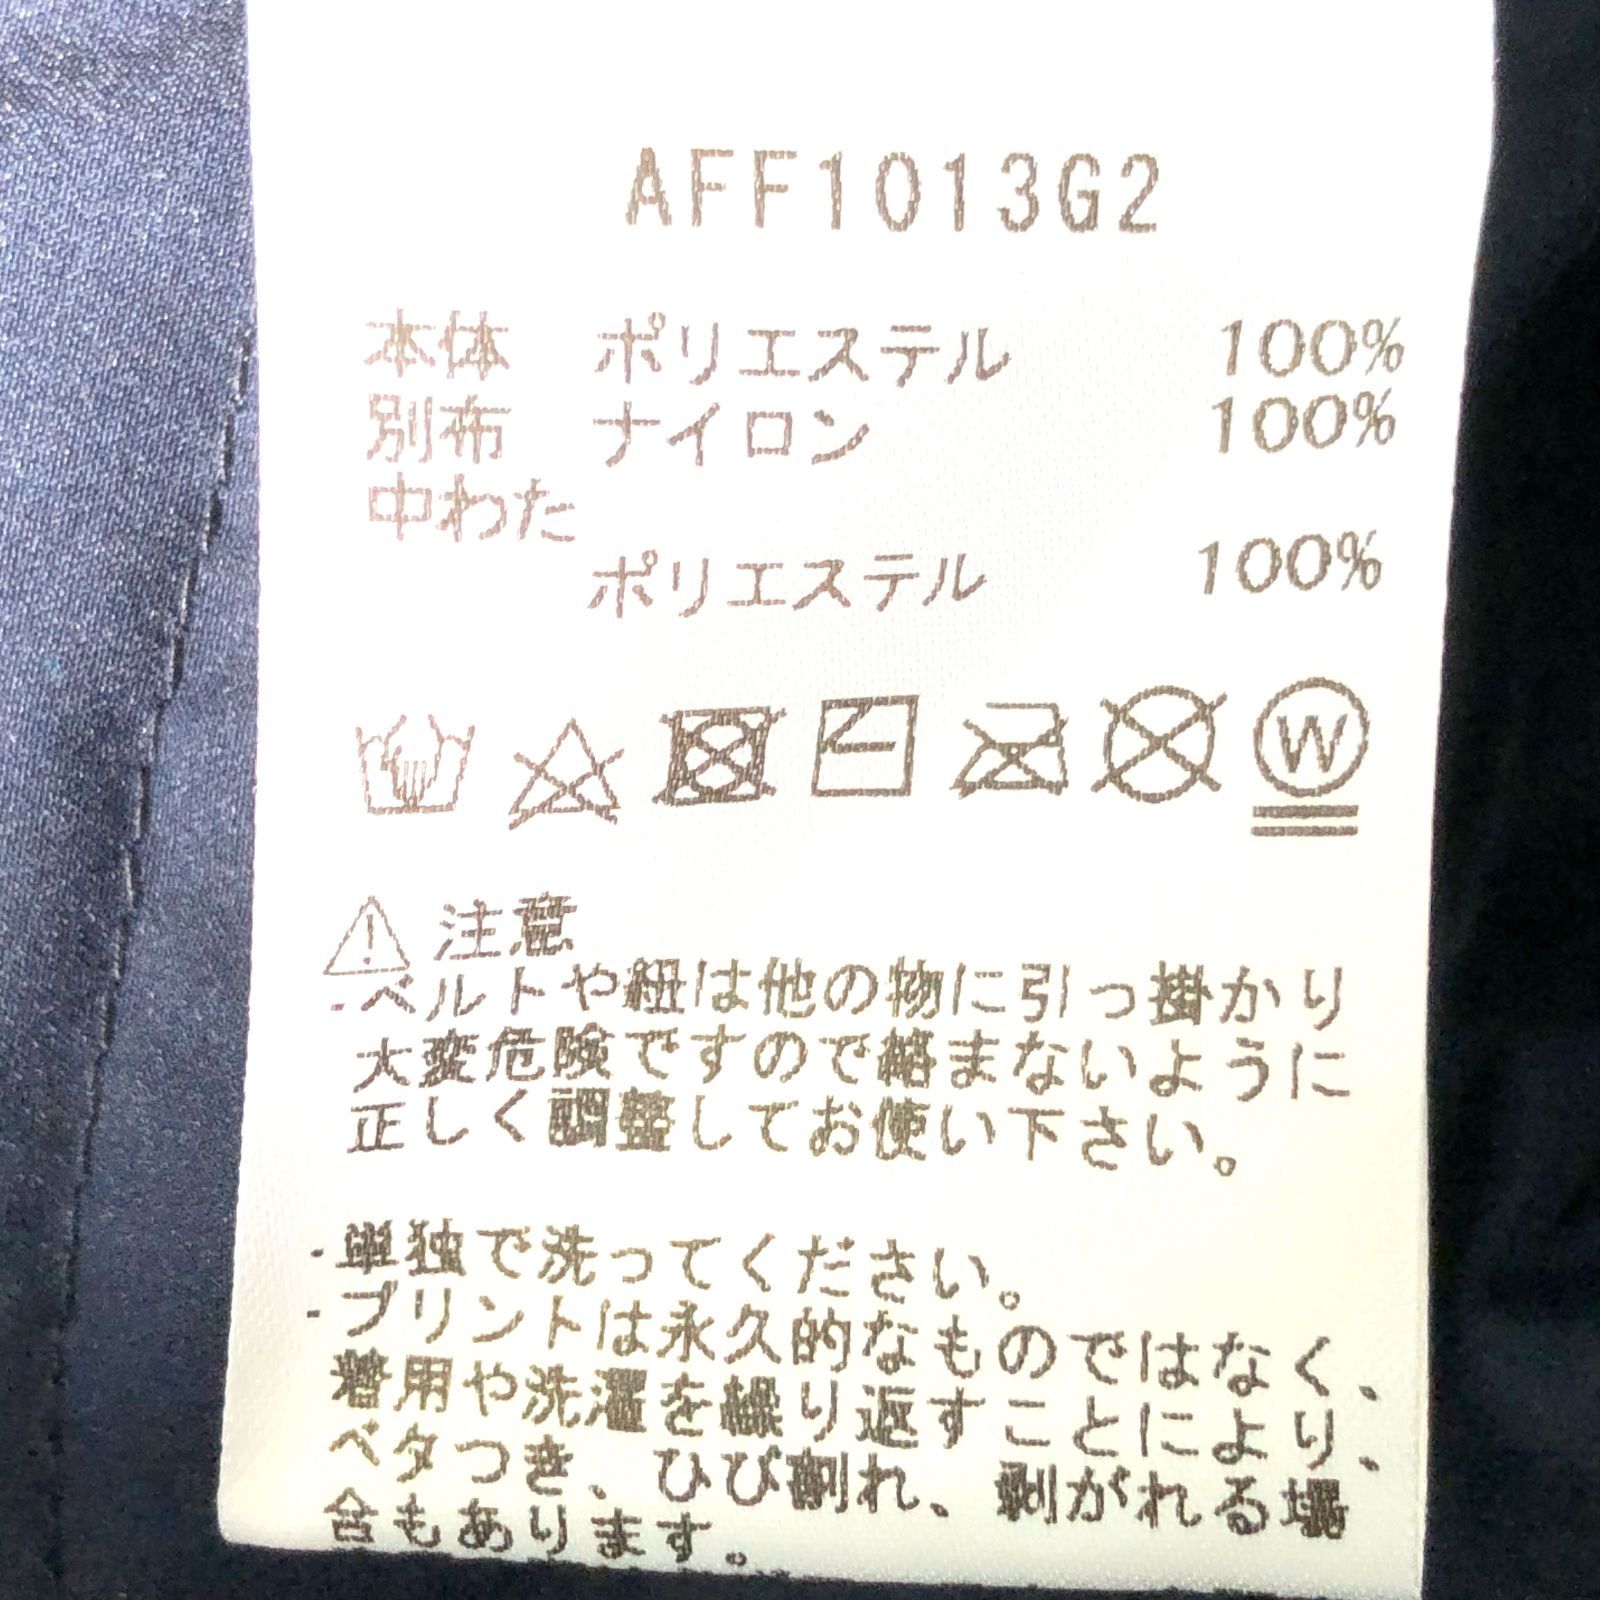 AFF1013G2
本体 ポリエステル 100%
別布 ナイロン 100%
中わた
ポリエステル 100%
W
注意
・ベルトや紐は他の物に引っ掛かり
大変危険ですので絡まないように
正しく調整してお使い下さい。
・単独で洗ってください。
・プリントは永久的なものではなく、
着用や洗濯を繰り返すことにより、
ベタつき、ひび割れ、剥がれる場
合もあります。